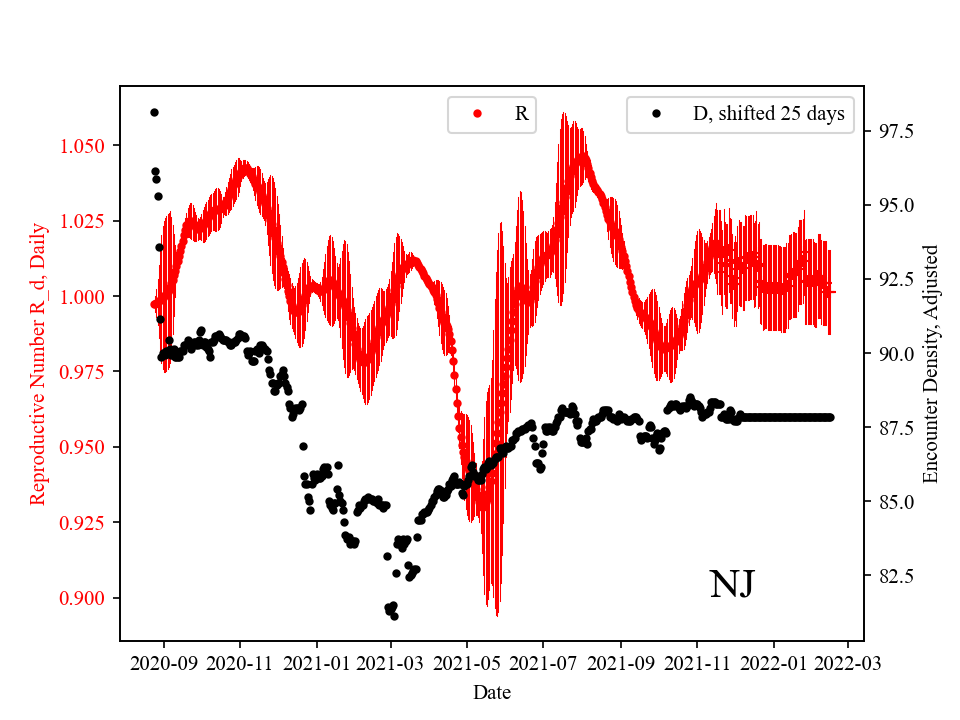 R
D, shifted 25 days
Reproductive Number R_d, Daily
1.050
1.025
1.000
0.975
0.950
0.925
0.900
97.5
95.0
92.5
90.0
87.5
85.0
82.5
Encounter Density, Adjusted
NJ
2020-09 2020-11 2021-01 2021-03 2021-05 2021-07 2021-09 2021-11 2022-01 2022-03
Date